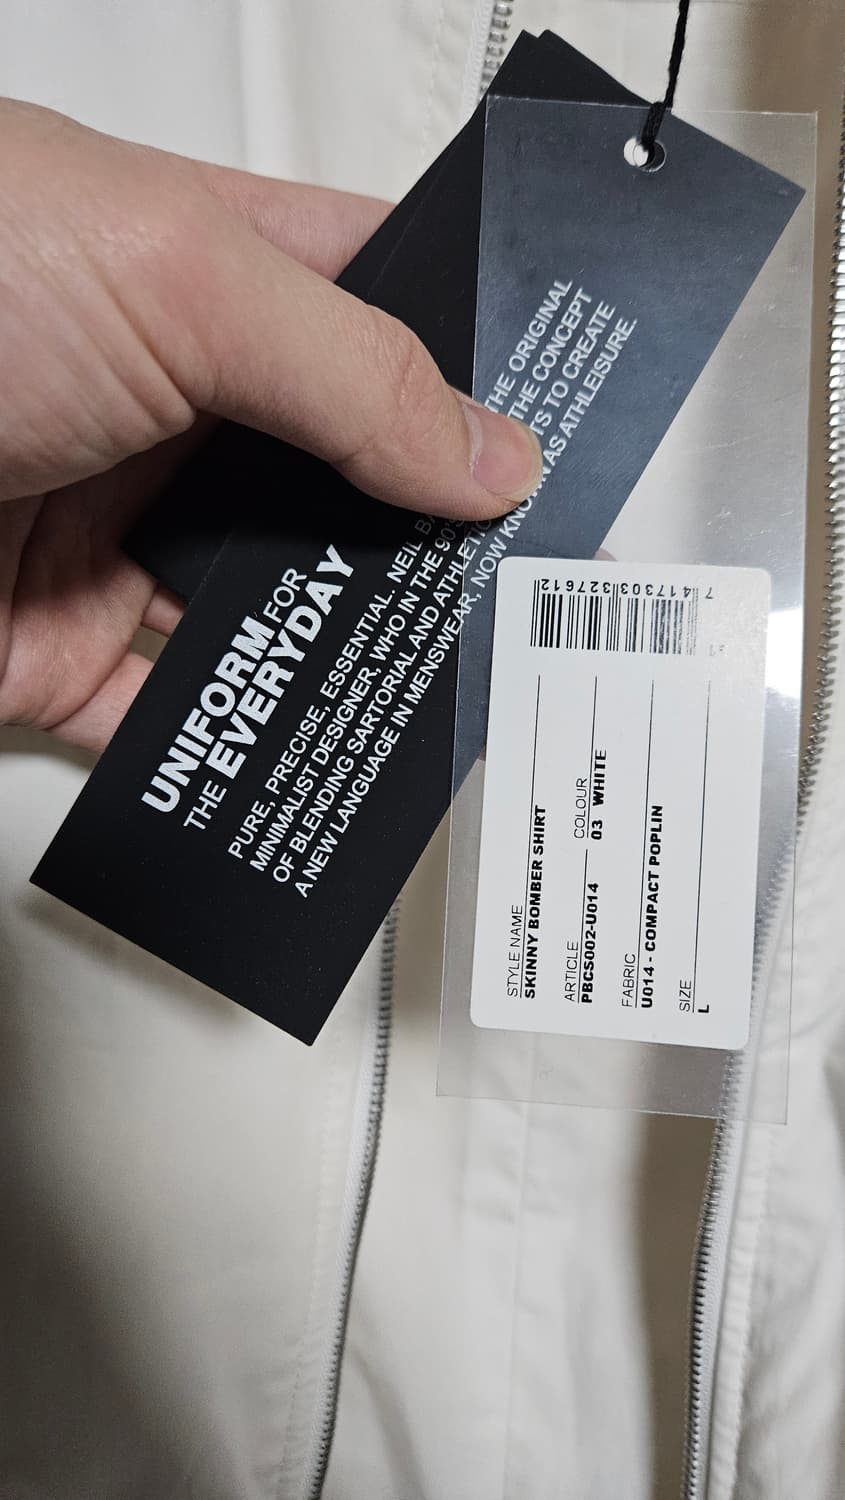 UNIFORM FOR
THE EVERYDAY
PURE, PRECISE, ESSENTIAL. NEIL THE ORIGINAL
MINIMALIST DESIGNER, WHO IN THE 90'S THE CONCEPT
OF BLENDING SARTORIAL AND ATHLETIC TO CREATE
A NEW LANGUAGE IN MENSWEAR, NOW KNOWN AS ATHLEISURE.
STYLE NAME
SKINNY BOMBER SHIRT
ARTICLE COLOUR
PBCS002-U014 03 WHITE
FABRIC
U014 - COMPACT POPLIN
SIZE
L
7 417303 327612